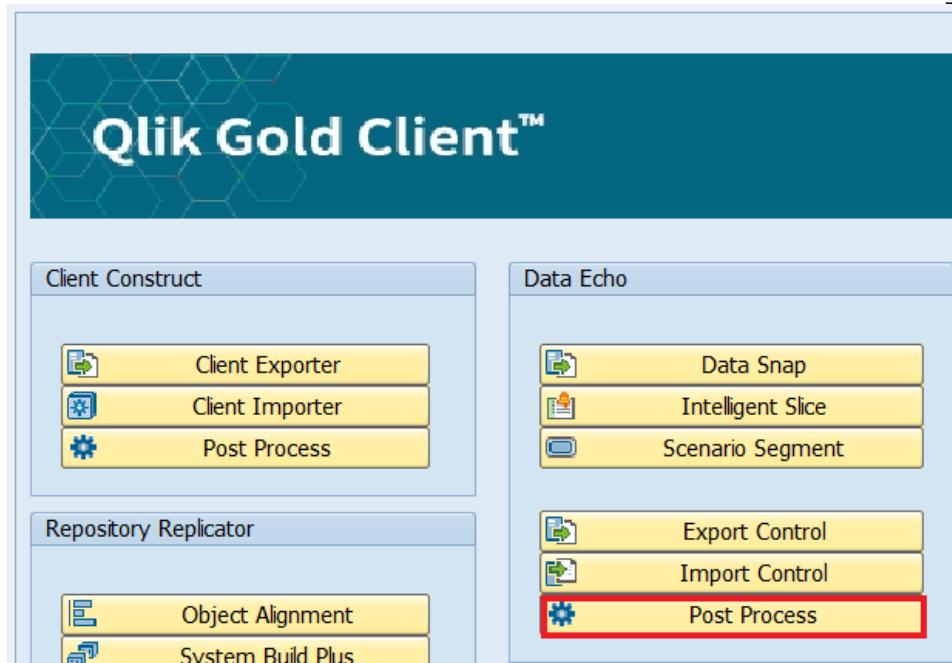 Qlik Gold Client™
Client Construct
Client Exporter
Client Importer
Post Process
Repository Replicator
Object Alignment
System Build Plus
Data Echo
Data Snap
Intelligent Slice
Scenario Segment
Export Control
Import Control
Post Process